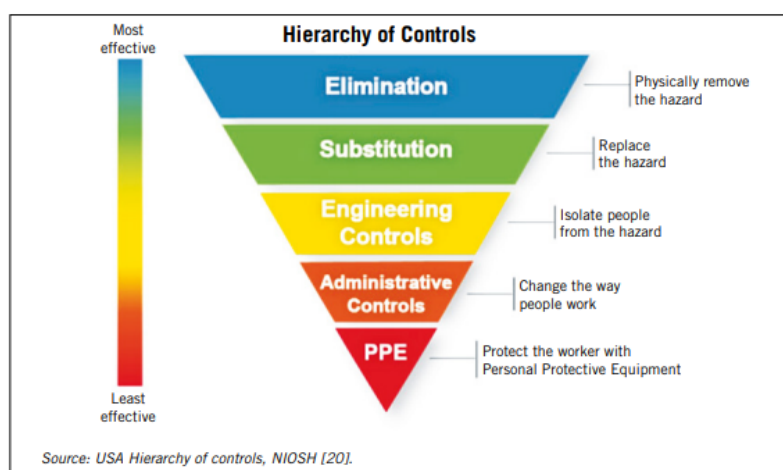 Hierarchy of Controls
Most
effective
Elimination
Physically remove
the hazard
Substitution
Replace
the hazard
Engineering
Controls
Isolate people
from the hazard
Administrative
Controls
Change the way
people work
PPE
Protect the worker with
Personal Protective Equipment
Least
effective
Source: USA Hierarchy of controls, NIOSH [20].